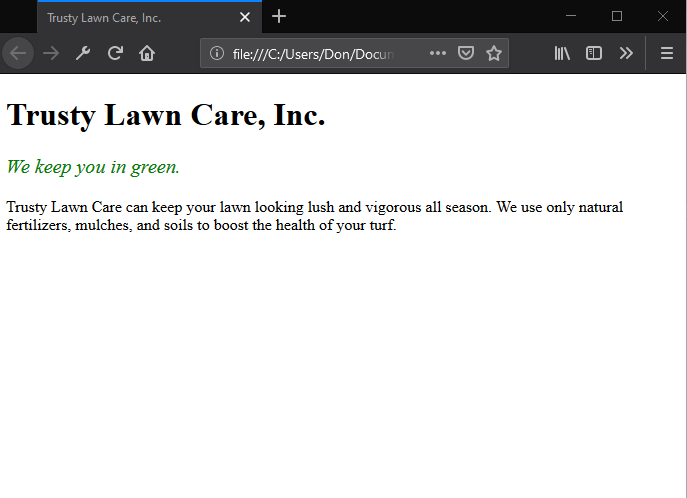 Trusty Lawn Care, Inc.
file:///C:/Users/Don/Docum
Trusty Lawn Care, Inc.
We keep you in green.
Trusty Lawn Care can keep your lawn looking lush and vigorous all season. We use only natural
fertilizers, mulches, and soils to boost the health of your turf.